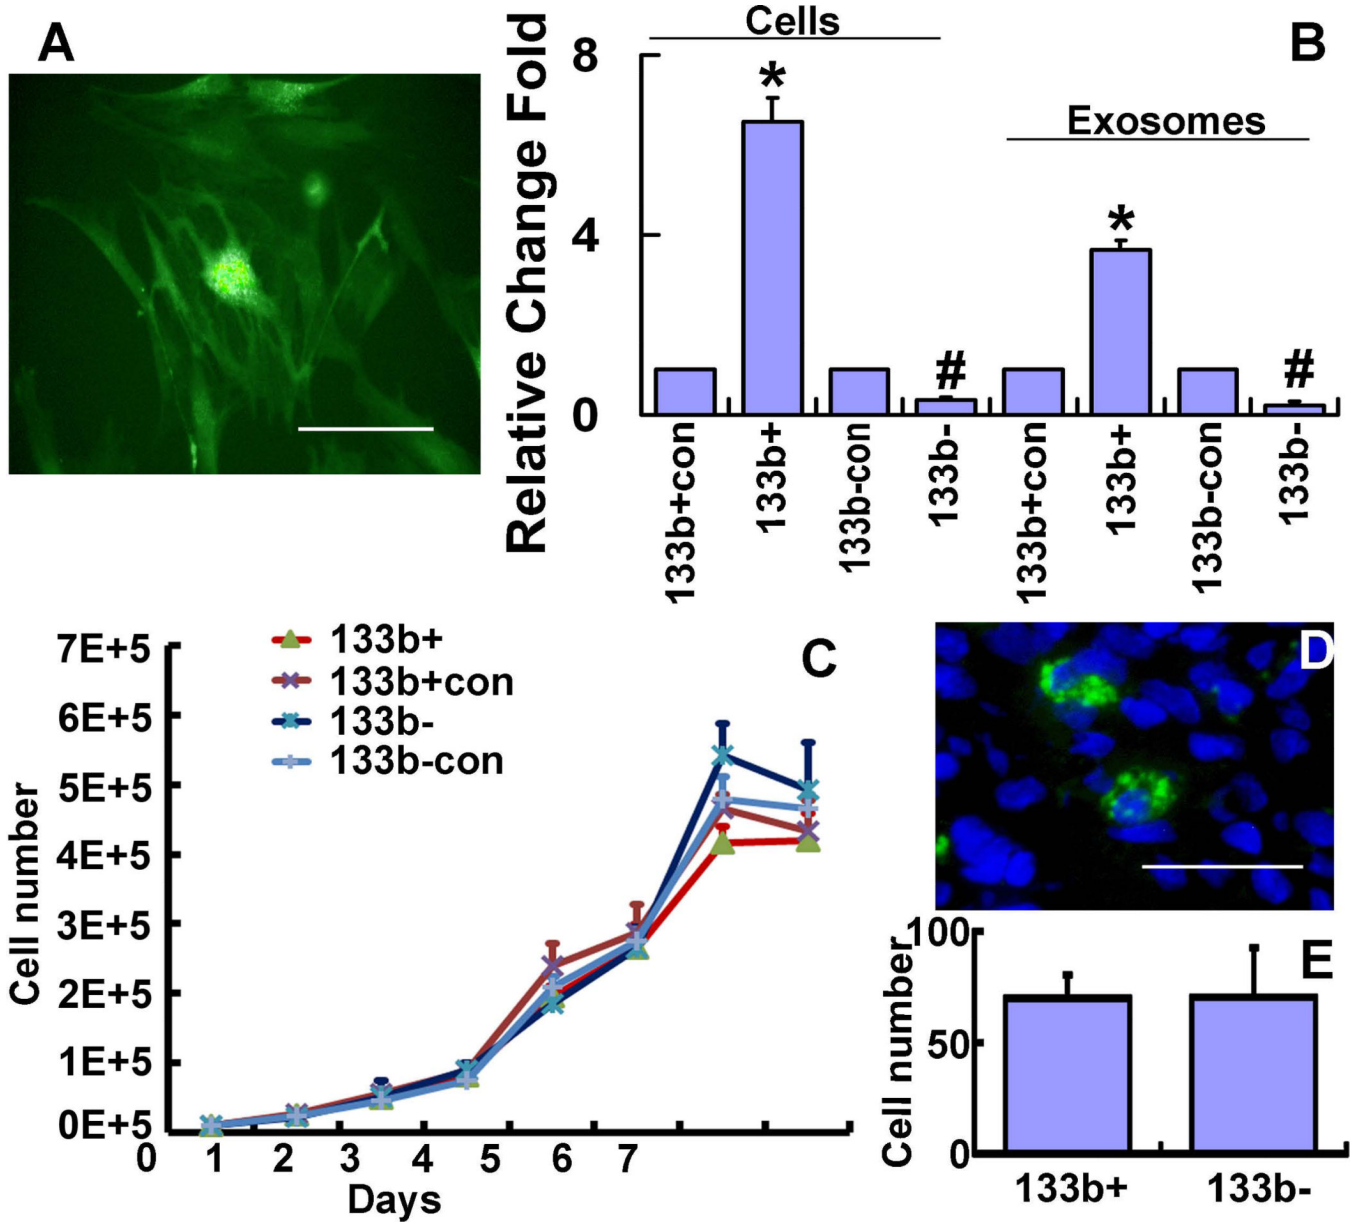 A
B
Cells
Exosomes
Relative Change Fold
8
4
0
*
#
*
#
133b+con
133b+
133b-con
133b-
133b+con
133b+
133b-con
133b-
C
133b+
133b+con
133b-
133b-con
Cell number
7E+5
6E+5
5E+5
4E+5
3E+5
2E+5
1E+5
0E+5
0 1 2 3 4 5 6 7
Days
D
E
Cell number
100
50
0
133b+ 133b-